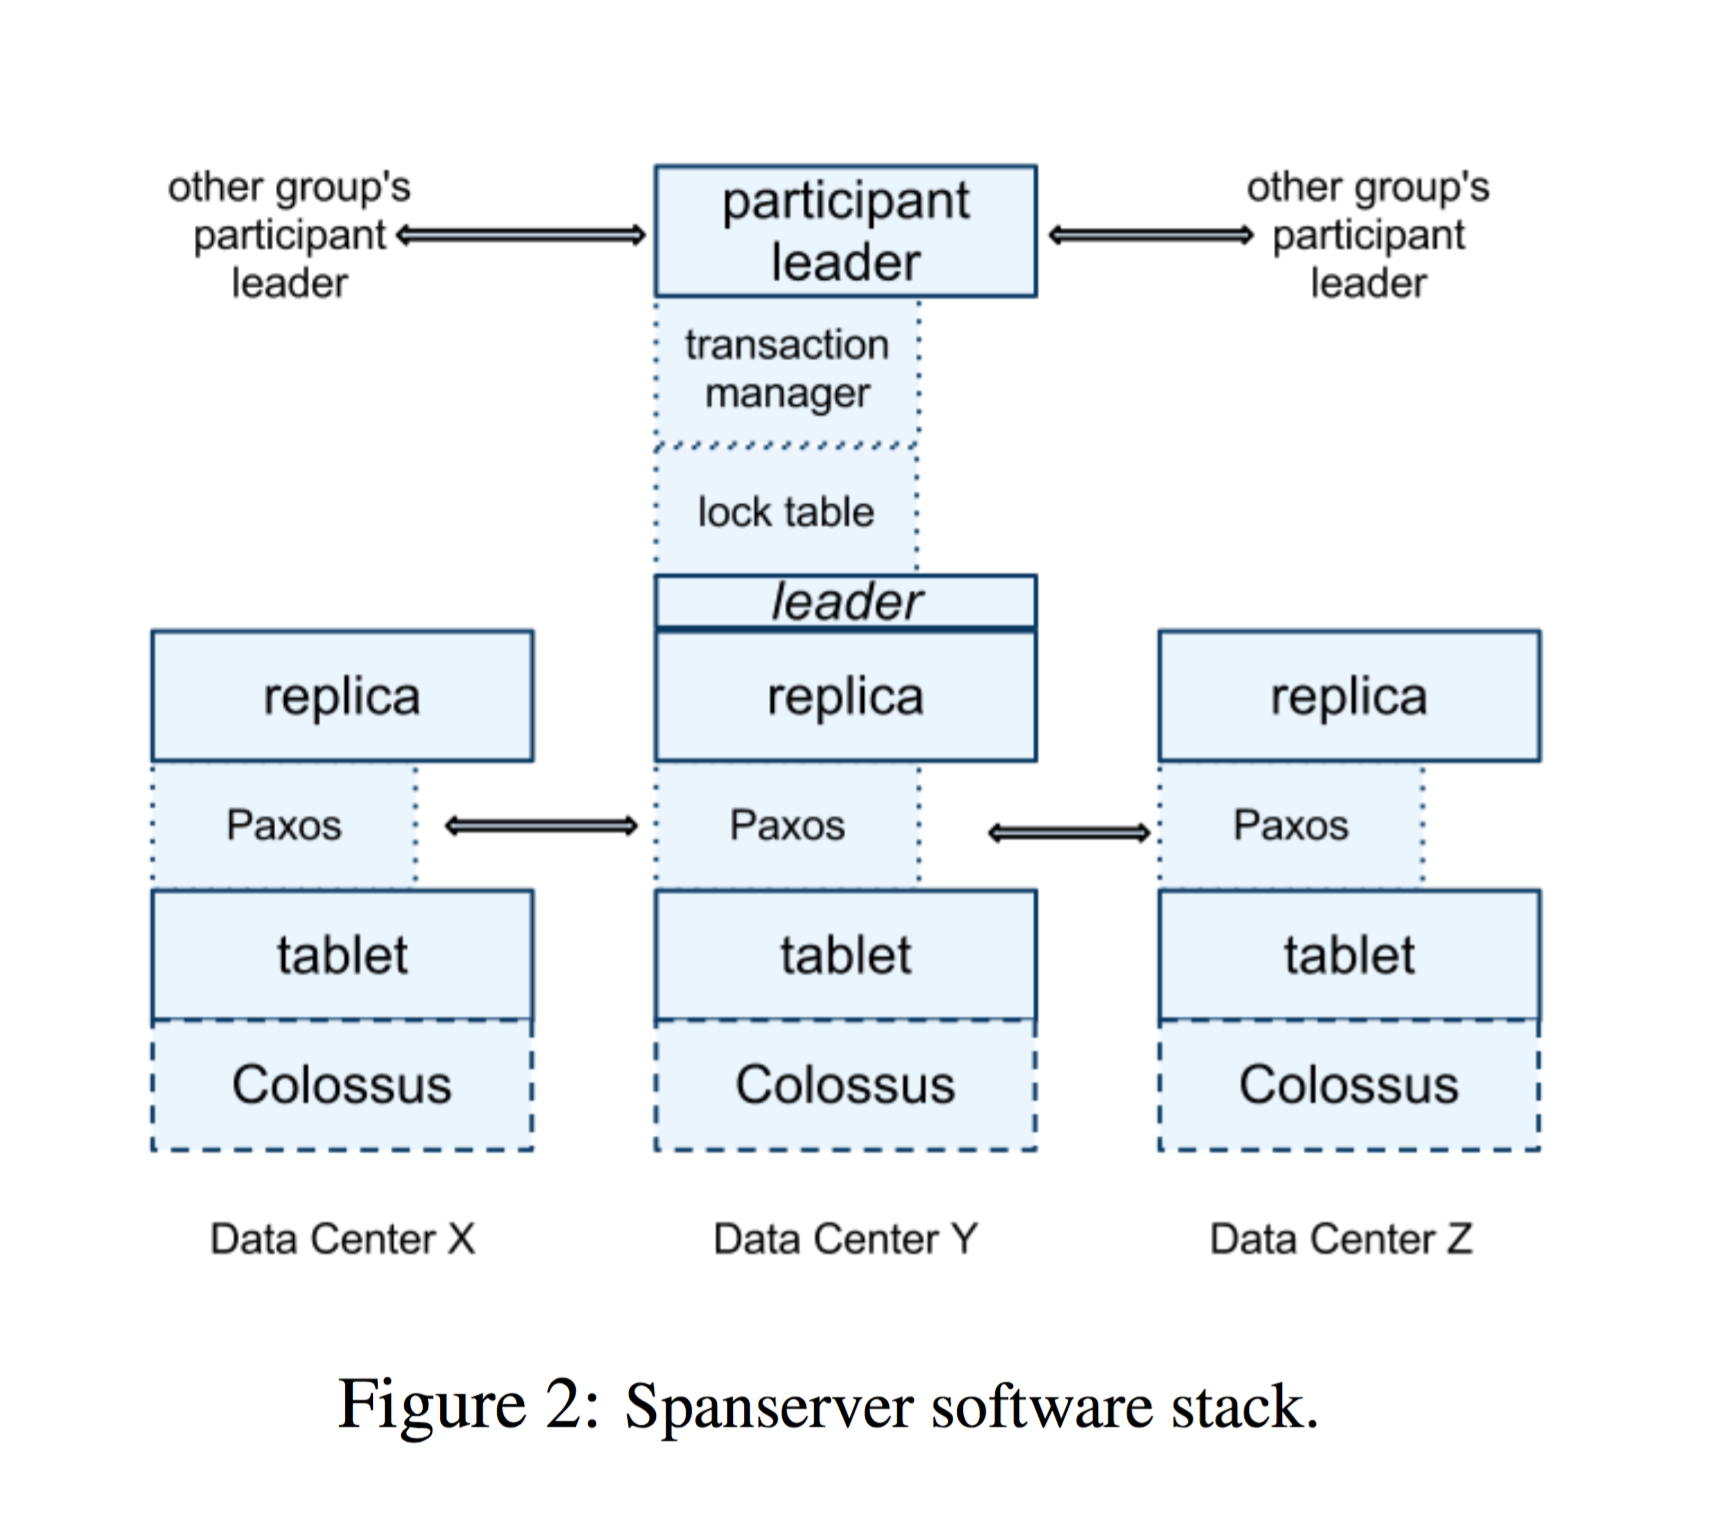 other group's
participant
leader
participant
leader
other group's
participant
leader
transaction
manager
lock table
leader
replica
replica
replica
Paxos
Paxos
Paxos
tablet
tablet
tablet
Colossus
Colossus
Colossus
Data Center X
Data Center Y
Data Center Z
Figure 2: Spanserver software stack.